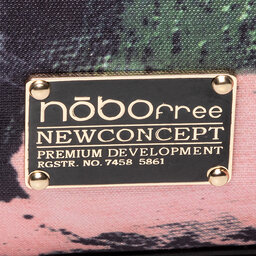 nōbofree
NEWCONCEPT
PREMIUM DEVELOPMENT
RGSTR. NO. 7458 5861